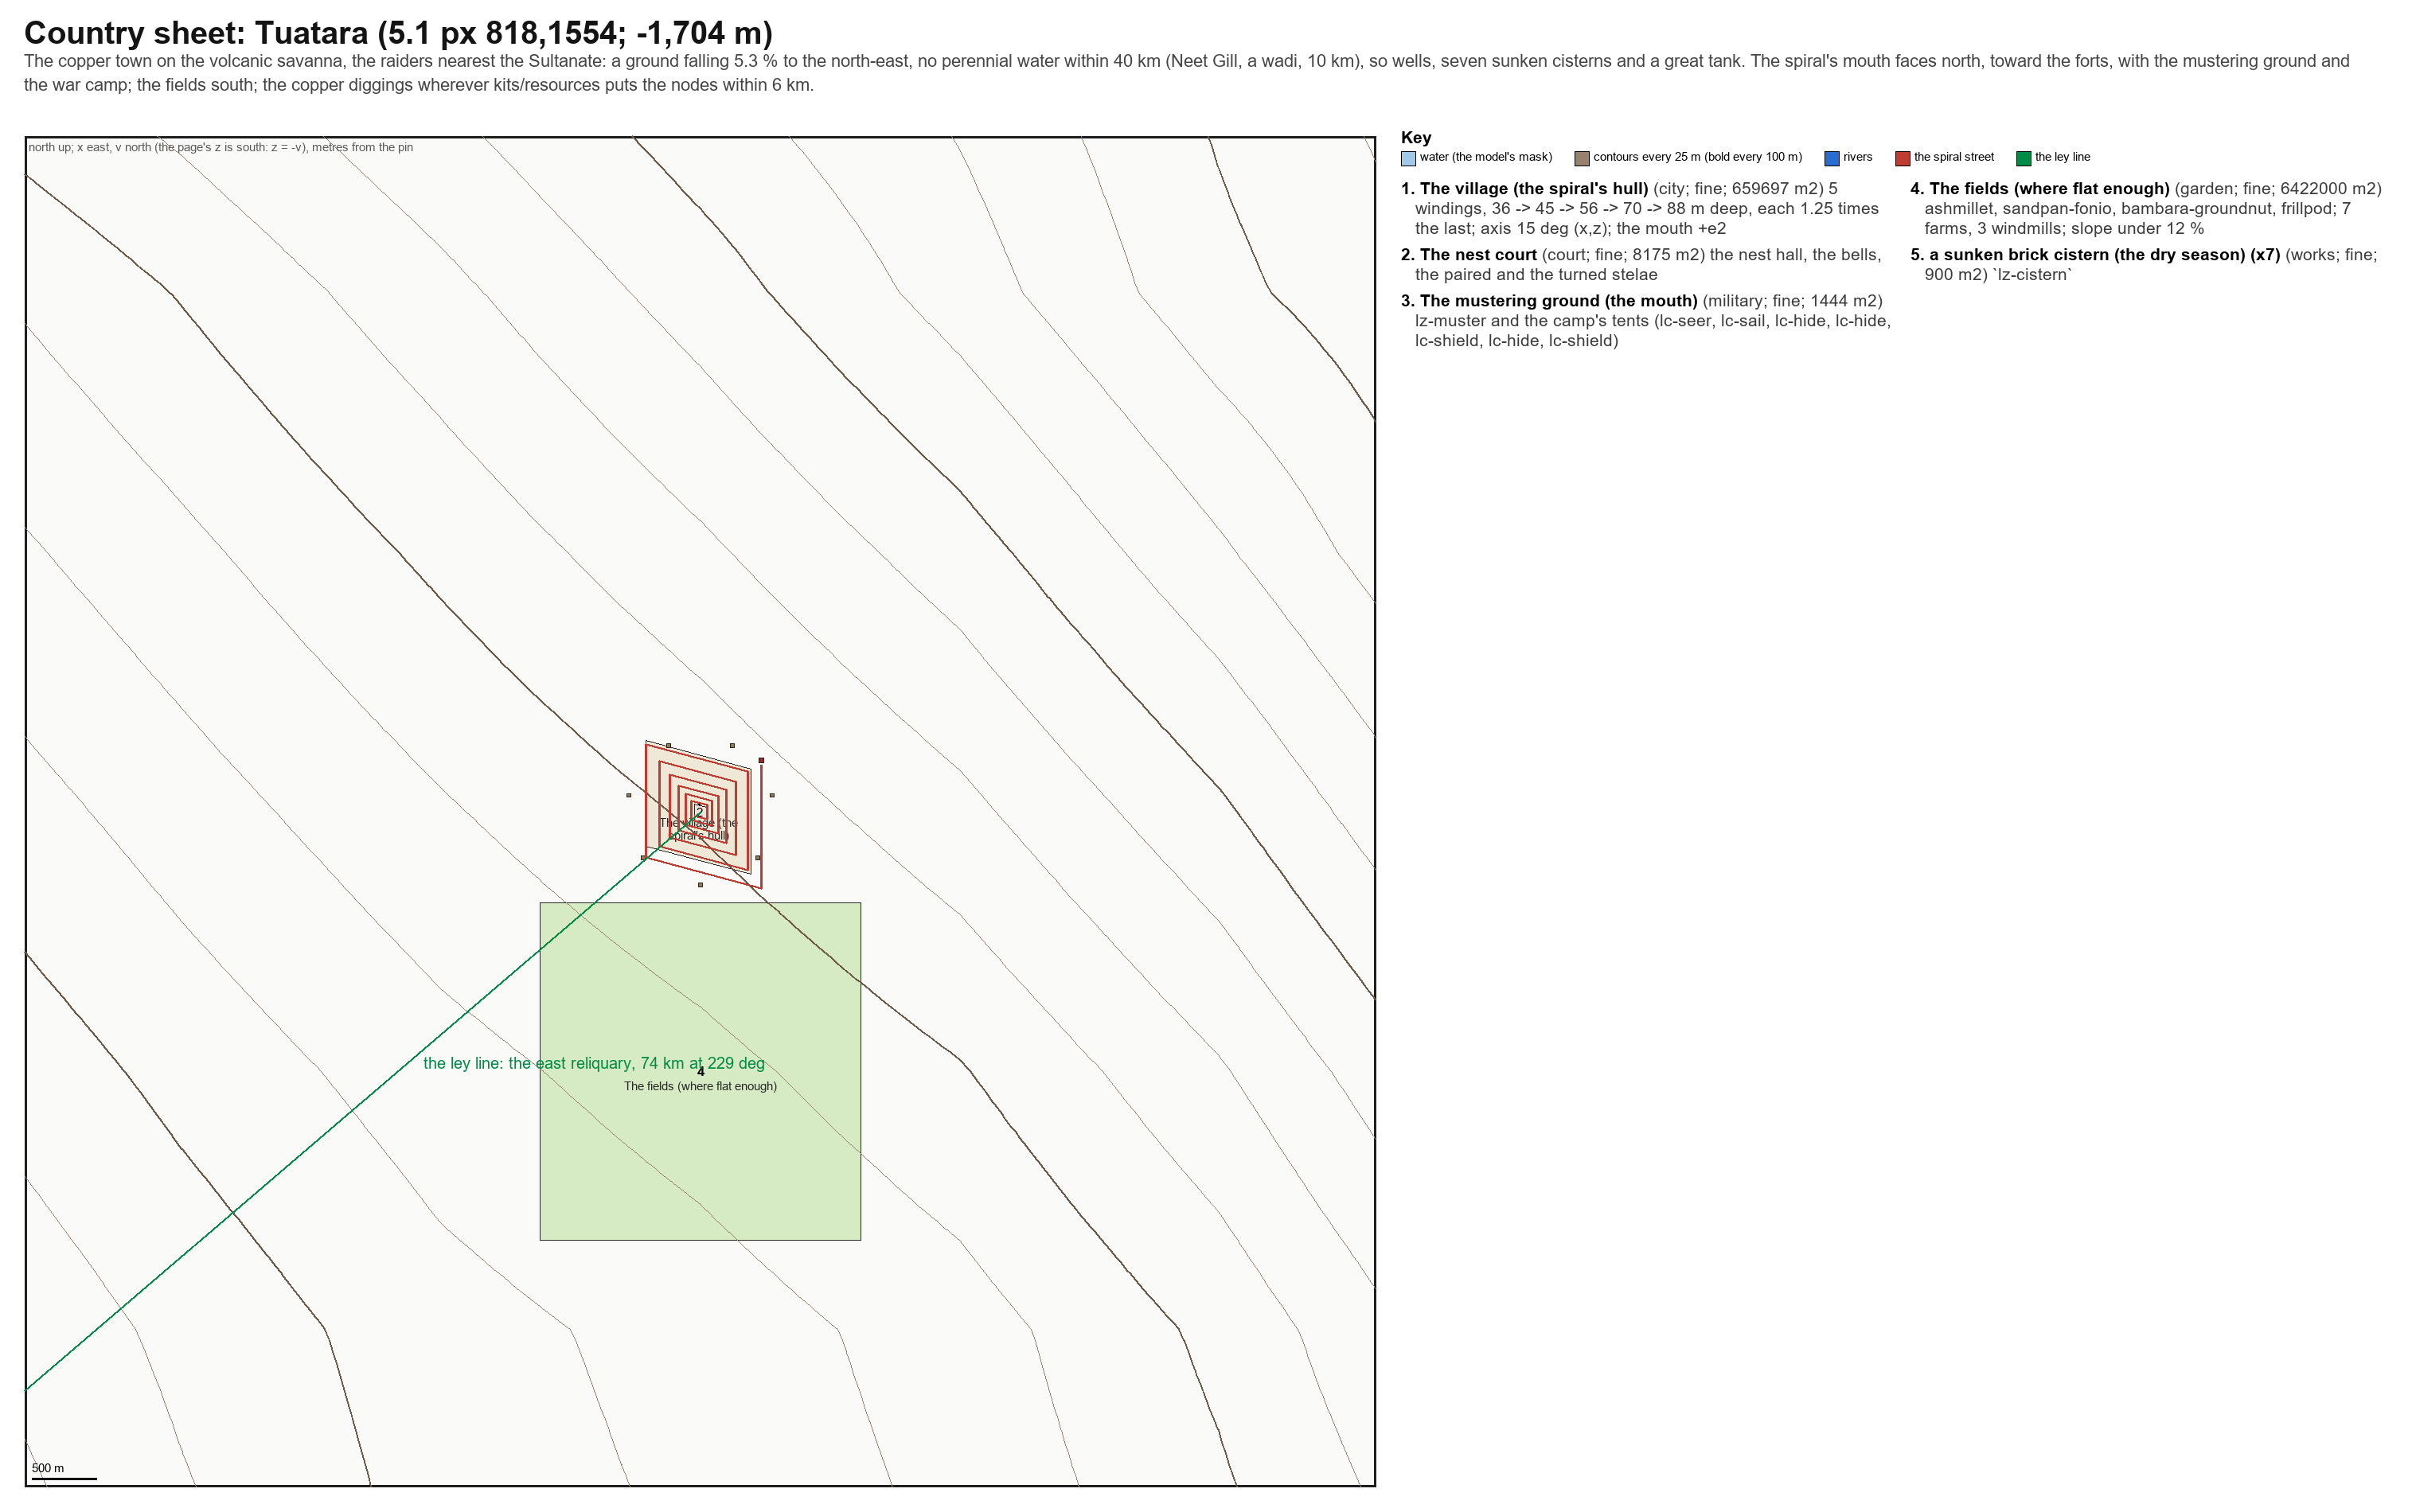 Country sheet: Tuatara (5.1 px 818,1554; -1,704 m)
The copper town on the volcanic savanna, the raiders nearest the Sultanate: a ground falling 5.3 % to the north-east, no perennial water within 40 km (Neet Gill, a wadi, 10 km), so wells, seven sunken cisterns and a great tank. The spiral's mouth faces north, toward the forts, with the mustering ground and
the war camp; the fields south; the copper diggings wherever kits/resources puts the nodes within 6 km.
north up; x east, v north (the page's z is south: z = -v), metres from the pin
2
The village (the
spiral's hull)
the ley line: the east reliquary, 74 km at 229 deg
4
The fields (where flat enough)
500 m
Key
water (the model's mask)
contours every 25 m (bold every 100 m)
rivers
the spiral street
the ley line
1. The village (the spiral's hull) (city; fine; 659697 m2) 5
windings, 36 -> 45 -> 56 -> 70 -> 88 m deep, each 1.25 times
the last; axis 15 deg (x,z); the mouth +e2
2. The nest court (court; fine; 8175 m2) the nest hall, the bells,
the paired and the turned stelae
3. The mustering ground (the mouth) (military; fine; 1444 m2)
lz-muster and the camp's tents (lc-seer, lc-sail, lc-hide, lc-hide,
lc-shield, lc-hide, lc-shield)
4. The fields (where flat enough) (garden; fine; 6422000 m2)
ashmillet, sandpan-fonio, bambara-groundnut, frillpod; 7
farms, 3 windmills; slope under 12 %
5. a sunken brick cistern (the dry season) (x7) (works; fine;
900 m2) `lz-cistern`